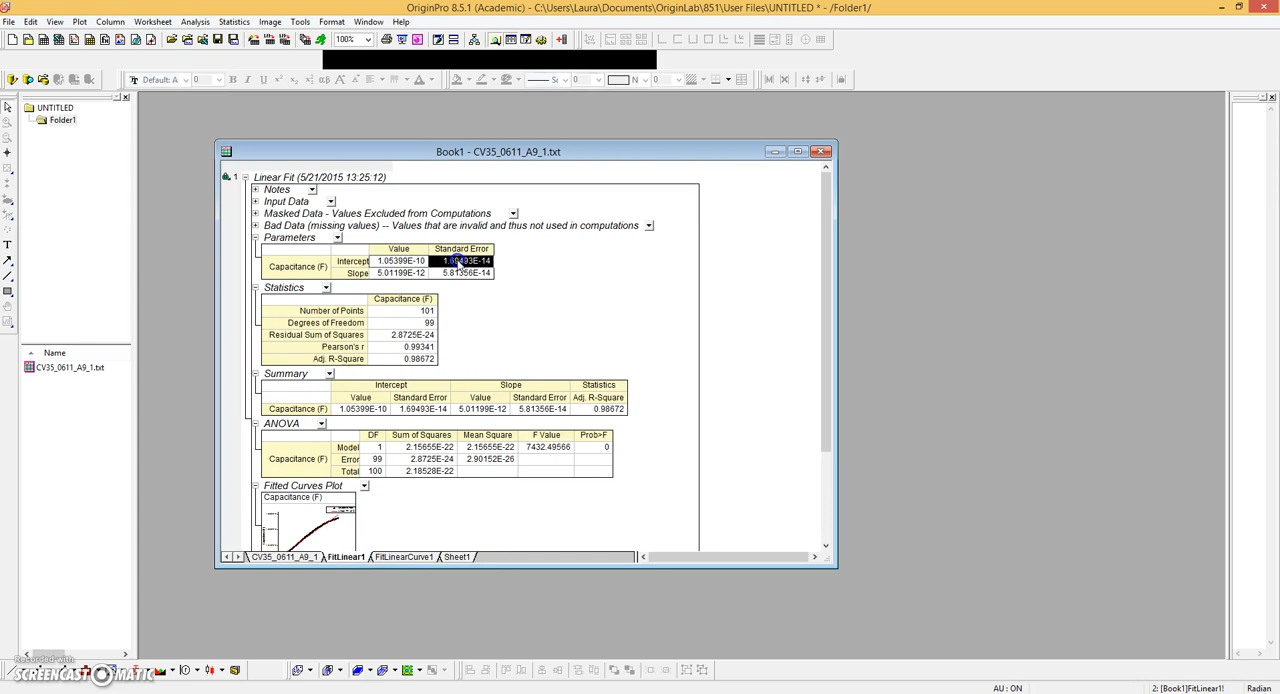 OriginPro 8.5.1 (Academic) - C:\Users\Laura\Documents\OriginLab\851\User Files\UNTITLED * - /Folder1/
File Edit View Plot Column Worksheet Analysis Statistics Image Tools Format Window Help
100%
Default: A 0 B I U 0 N 0
UNTITLED
Folder1
Book1 - CV35_0611_A9_1.txt
1 Linear Fit (5/21/2015 13:25:12)
Notes
Input Data
Masked Data - Values Excluded from Computations
Bad Data (missing values) -- Values that are invalid and thus not used in computations
Parameters
Value Standard Error
Capacitance (F) Intercept 1.05399E-10 1.69493E-14
Slope 5.01199E-12 5.81356E-14
Statistics
Capacitance (F)
Number of Points 101
Degrees of Freedom 99
Residual Sum of Squares 2.8725E-24
Pearson's r 0.99341
Adj. R-Square 0.98672
Name
CV35_0611_A9_1.txt
Summary
Intercept Slope Statistics
Value Standard Error Value Standard Error Adj. R-Square
Capacitance (F) 1.05399E-10 1.69493E-14 5.01199E-12 5.81356E-14 0.98672
ANOVA
DF Sum of Squares Mean Square F Value Prob>F
Capacitance (F) Model 1 2.15655E-22 2.15655E-22 7432.49566 0
Error 99 2.8725E-24 2.90152E-26
Total 100 2.18528E-22
Fitted Curves Plot
Capacitance (F)
CV35_0611_A9_1 FitLinear1 FitLinearCurve1 Sheet1
Recorded with
SCREENCAST-O-MATIC
AU : ON 2: [Book1]FitLinear1! Radian